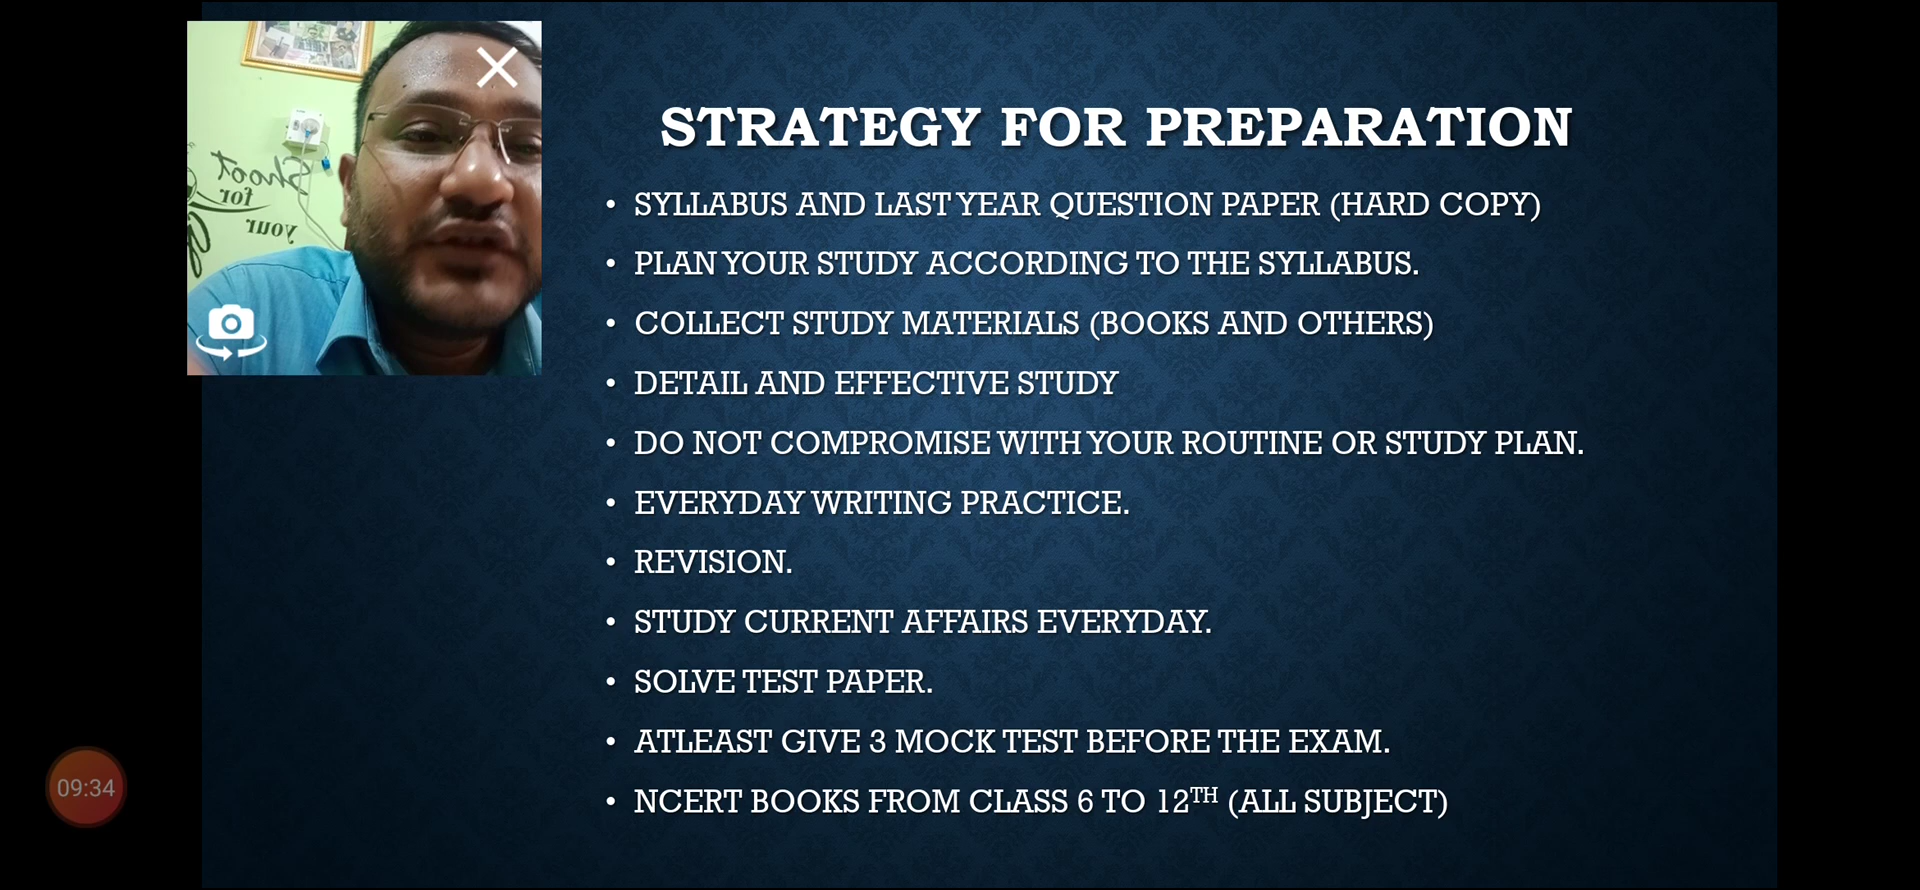 Shoot
for
your
STRATEGY FOR PREPARATION
• SYLLABUS AND LAST YEAR QUESTION PAPER (HARD COPY)
• PLAN YOUR STUDY ACCORDING TO THE SYLLABUS.
• COLLECT STUDY MATERIALS (BOOKS AND OTHERS)
• DETAIL AND EFFECTIVE STUDY
• DO NOT COMPROMISE WITH YOUR ROUTINE OR STUDY PLAN.
• EVERYDAY WRITING PRACTICE.
• REVISION.
• STUDY CURRENT AFFAIRS EVERYDAY.
• SOLVE TEST PAPER.
• ATLEAST GIVE 3 MOCK TEST BEFORE THE EXAM.
• NCERT BOOKS FROM CLASS 6 TO 12TH (ALL SUBJECT)
09:34